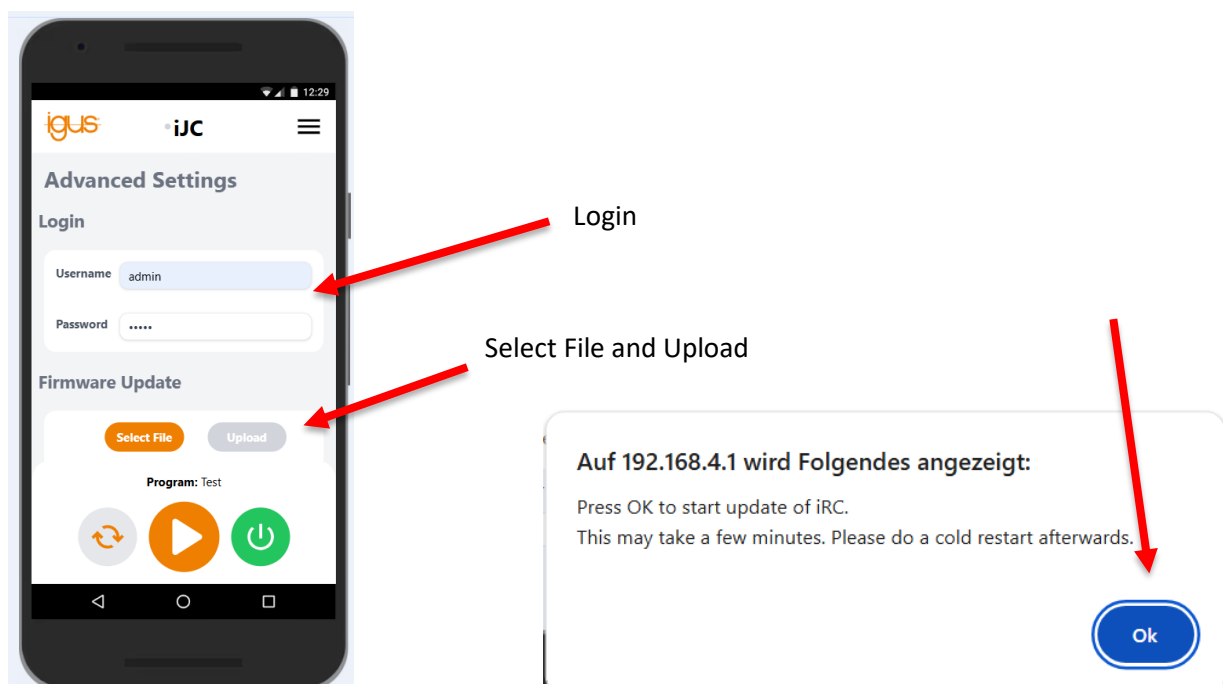 12:29
igus
iJC
Advanced Settings
Login
Username admin
Password •••••
Firmware Update
Select File Upload
Program: Test
Login
Select File and Upload
Auf 192.168.4.1 wird Folgendes angezeigt:
Press OK to start update of iRC.
This may take a few minutes. Please do a cold restart afterwards.
Ok